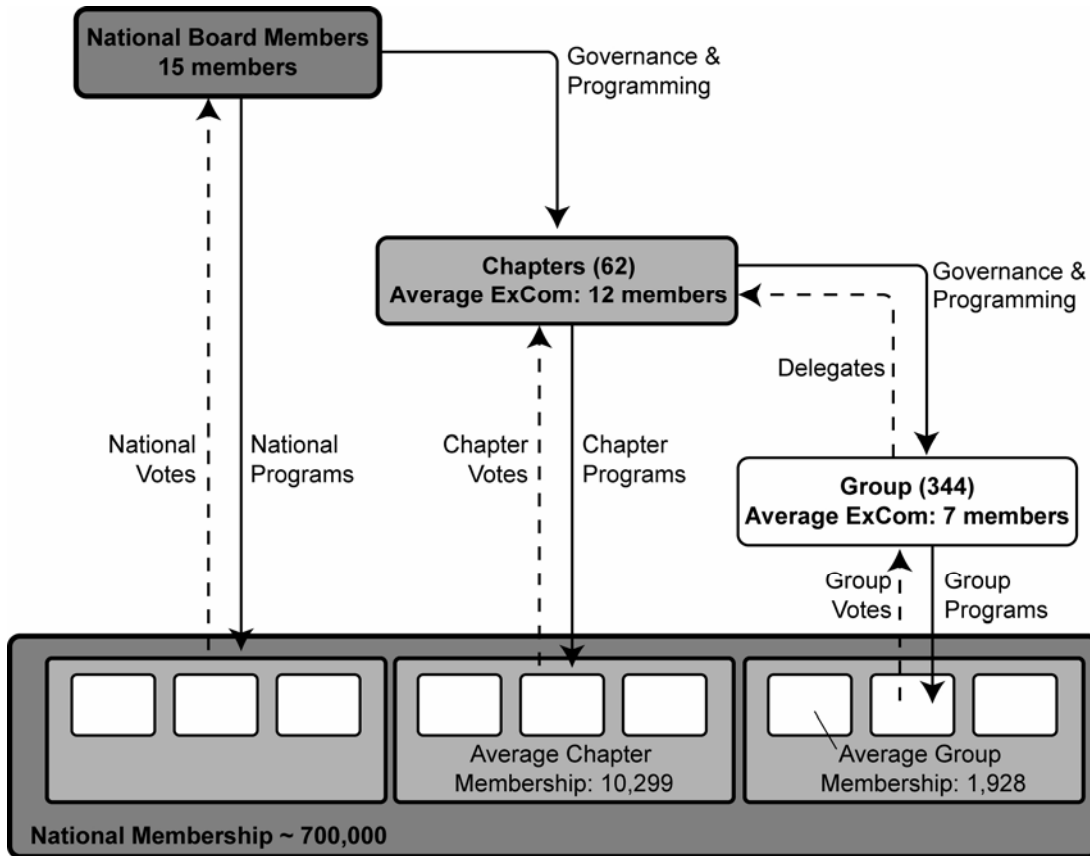 National Board Members
15 members
Governance &
Programming
Chapters (62)
Average ExCom: 12 members
Governance &
Programming
Delegates
National
Votes
National
Programs
Chapter
Votes
Chapter
Programs
Group (344)
Average ExCom: 7 members
Group
Votes
Group
Programs
Average Chapter
Membership: 10,299
Average Group
Membership: 1,928
National Membership ~ 700,000